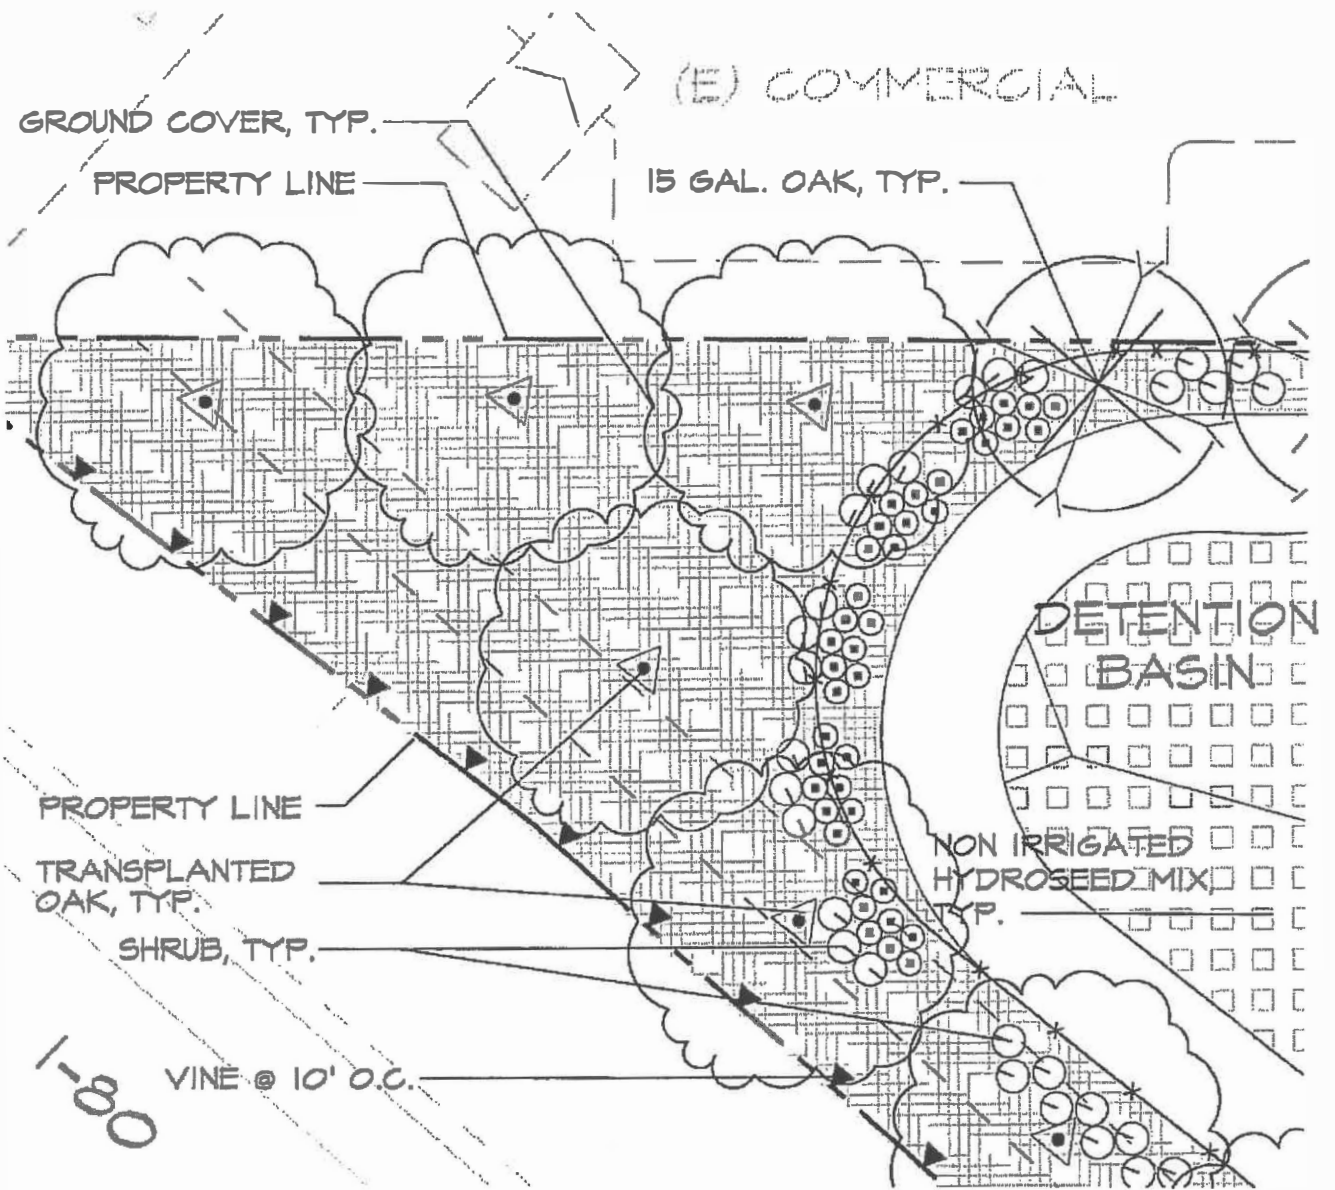 (E) COMMERCIAL
GROUND COVER, TYP.
PROPERTY LINE
15 GAL. OAK, TYP.
DETENTION
BASIN
PROPERTY LINE
NON IRRIGATED
HYDROSEED MIX,
TYP.
TRANSPLANTED
OAK, TYP.
SHRUB, TYP.
VINE @ 10' O.C.
I-80